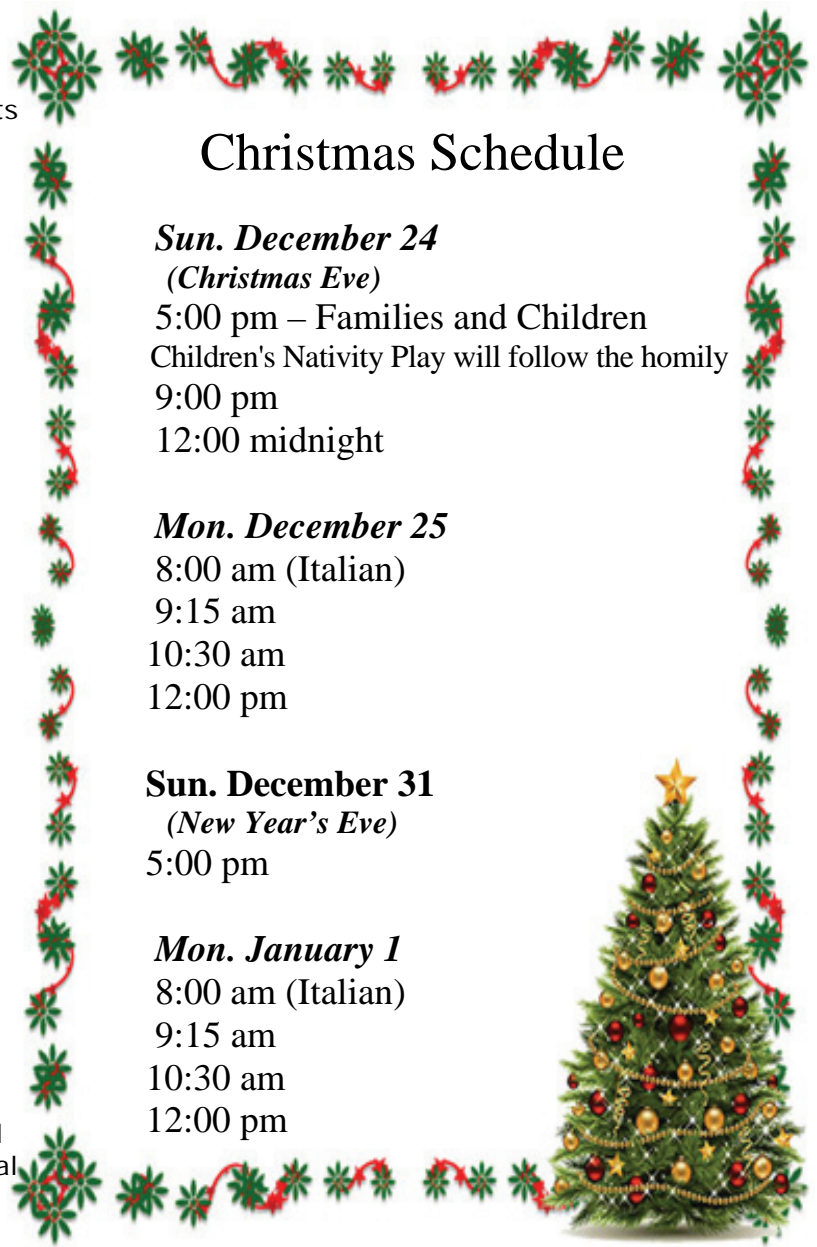 ts
Christmas Schedule
Sun. December 24
(Christmas Eve)
5:00 pm – Families and Children
Children's Nativity Play will follow the homily
9:00 pm
12:00 midnight
Mon. December 25
8:00 am (Italian)
9:15 am
10:30 am
12:00 pm
Sun. December 31
(New Year’s Eve)
5:00 pm
Mon. January 1
8:00 am (Italian)
9:15 am
10:30 am
12:00 pm
al